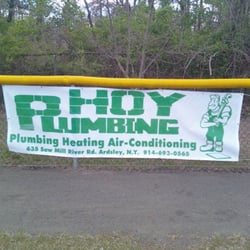 HOY
PLUMBING
Plumbing Heating Air-Conditioning
635 Saw Mill River Rd. Ardsley, N.Y. 914-693-0565